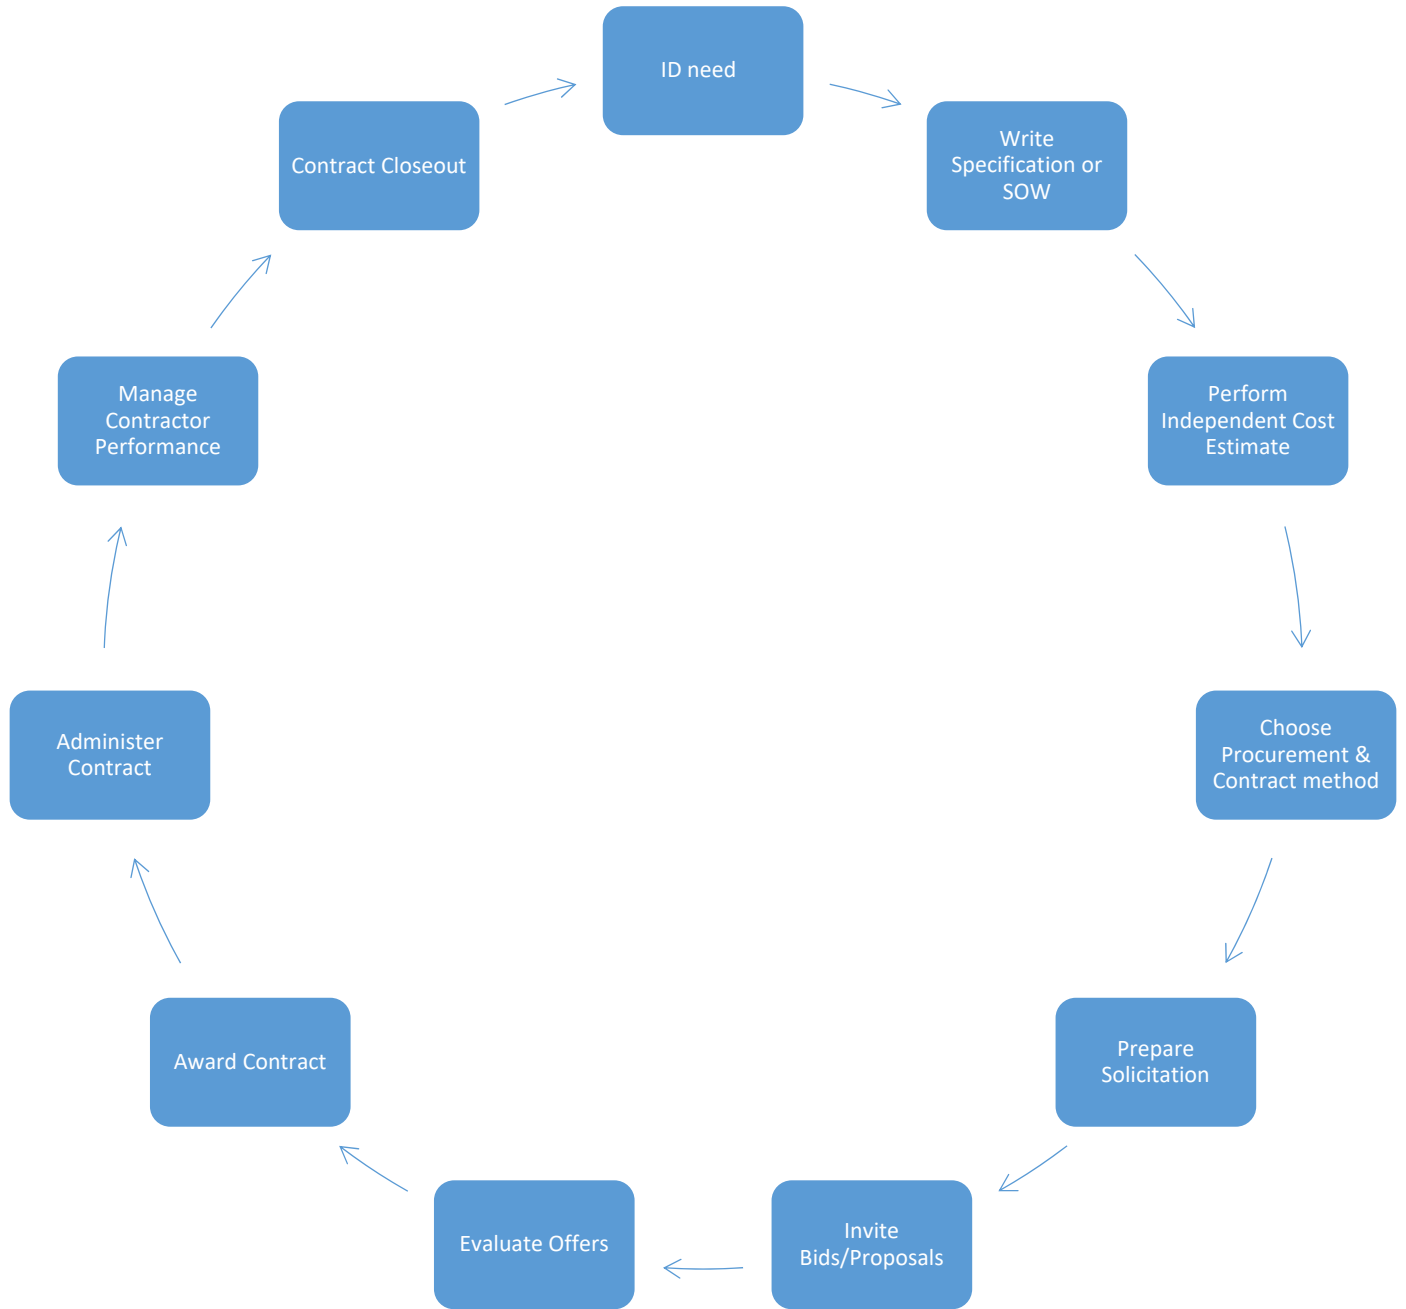 ID need
Write
Specification or
SOW
Perform
Independent Cost
Estimate
Choose
Procurement &
Contract method
Prepare
Solicitation
Invite
Bids/Proposals
Evaluate Offers
Award Contract
Administer
Contract
Manage
Contractor
Performance
Contract Closeout